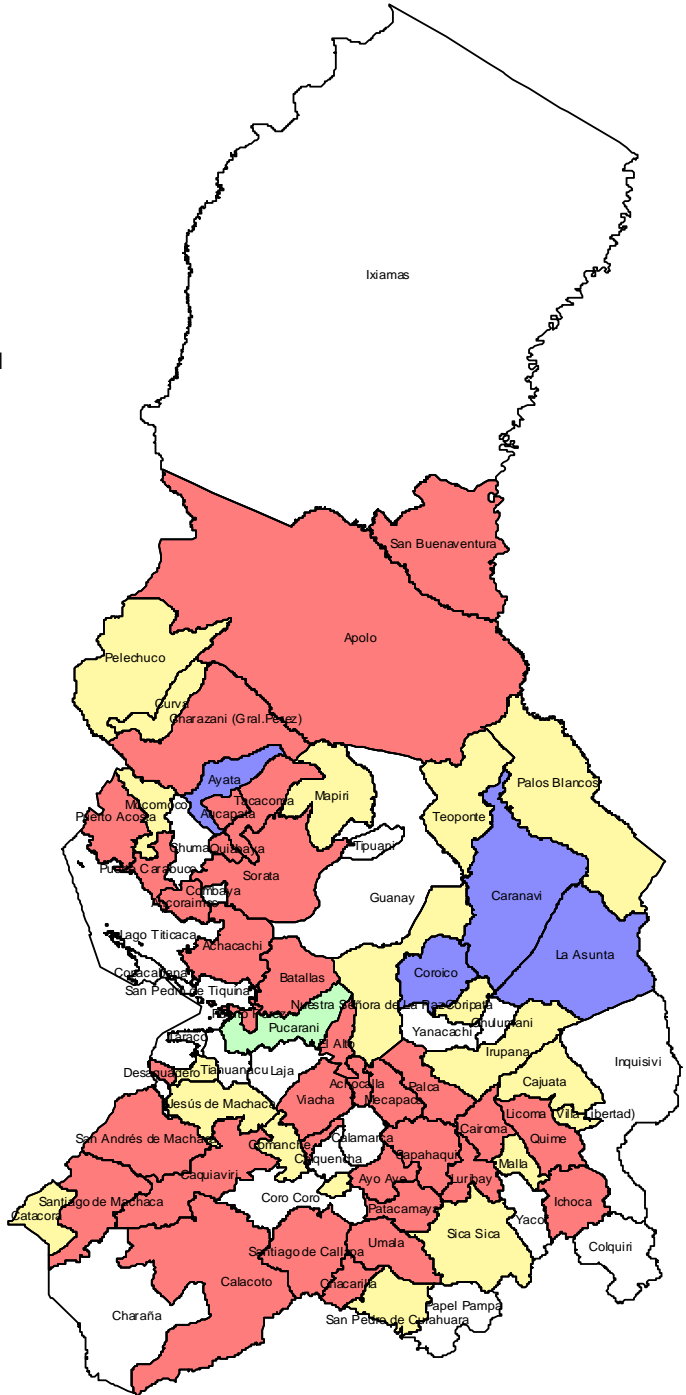 Ixiamas
San Buenaventura
Apolo
Pelechuco
Curva
Charazani (Gral.Perez)
Ayata
Mapiri
Palos Blancos
Tacacoma
Mocomoco
Aucapata
Puerto Acosta
Teoponte
Tipuani
Chuma
Quiabaya
Puerto Carabuco
Sorata
Combaya
Caranavi
Guanay
Ancoraimes
Lago Titicaca
Achacachi
La Asunta
Copacabana
Coroico
Batallas
San Pedro de Tiquina
Nuestra Señora de La Paz
Coripata
Puerto Perez
Chulumani
Pucarani
Yanacachi
Taraco
El Alto
Irupana
Inquisivi
Desaguadero
Tiahuanacu
Laja
Achocalla
Cajuata
Palca
Viacha
Mecapaca
Jesús de Machaca
Licoma (Villa Libertad)
Cairoma
San Andrés de Machaca
Calamarca
Quime
Comanche
Caquencha
Sapahaqui
Malla
Caquiaviri
Ayo Ayo
Luribay
Coro Coro
Santiago de Machaca
Ichoca
Patacamaya
Catacora
Yaco
Sica Sica
Umala
Colquiri
Santiago de Callapa
Calacoto
Chacarilla
Papel Pampa
Charaña
San Pedro de Curahuara